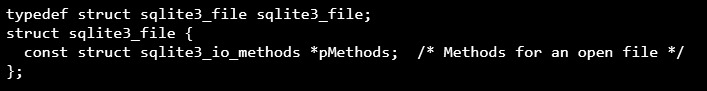 typedef struct sqlite3_file sqlite3_file;
struct sqlite3_file {
  const struct sqlite3_io_methods *pMethods;  /* Methods for an open file */
};